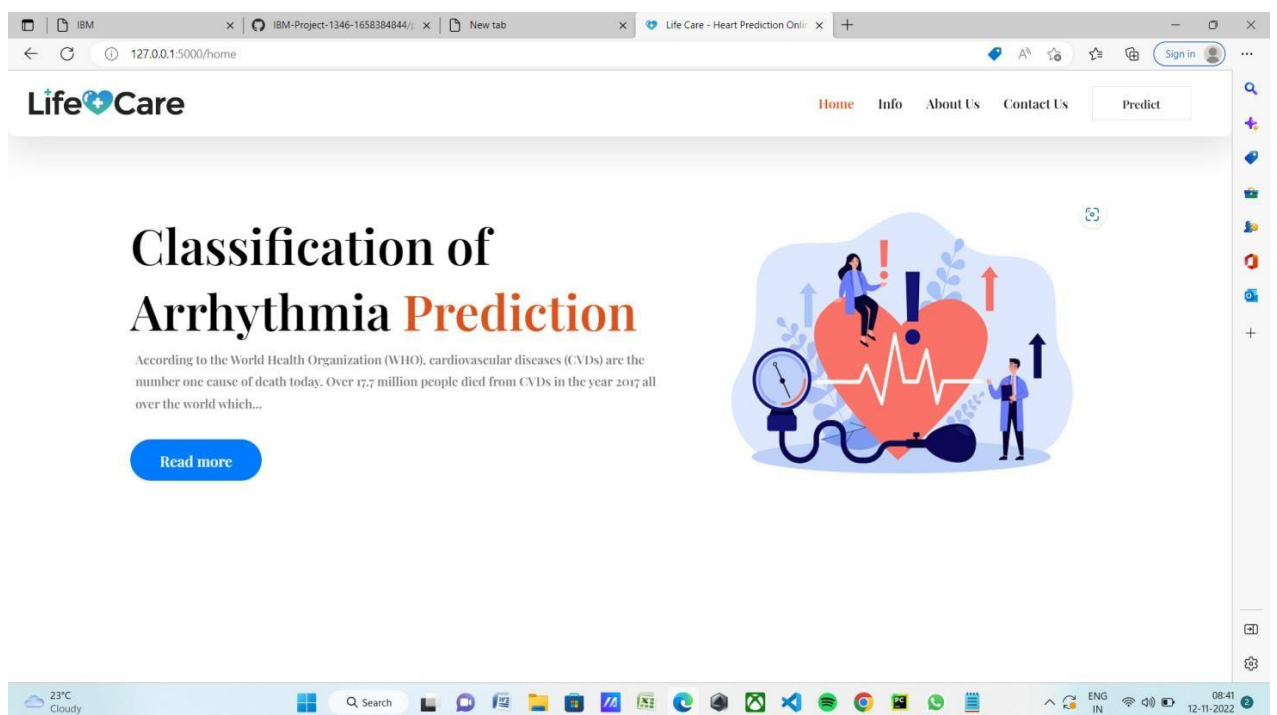 IBM
IBM-Project-1346-1658384844/
New tab
Life Care - Heart Prediction Onli
127.0.0.1:5000/home
Sign in
Life Care
Home Info About Us Contact Us Predict
Classification of
Arrhythmia Prediction
According to the World Health Organization (WHO), cardiovascular diseases (CVDs) are the
number one cause of death today. Over 17.7 million people died from CVDs in the year 2017 all
over the world which...
Read more
23°C
Cloudy
Search
ENG
IN
08:41
12-11-2022
2